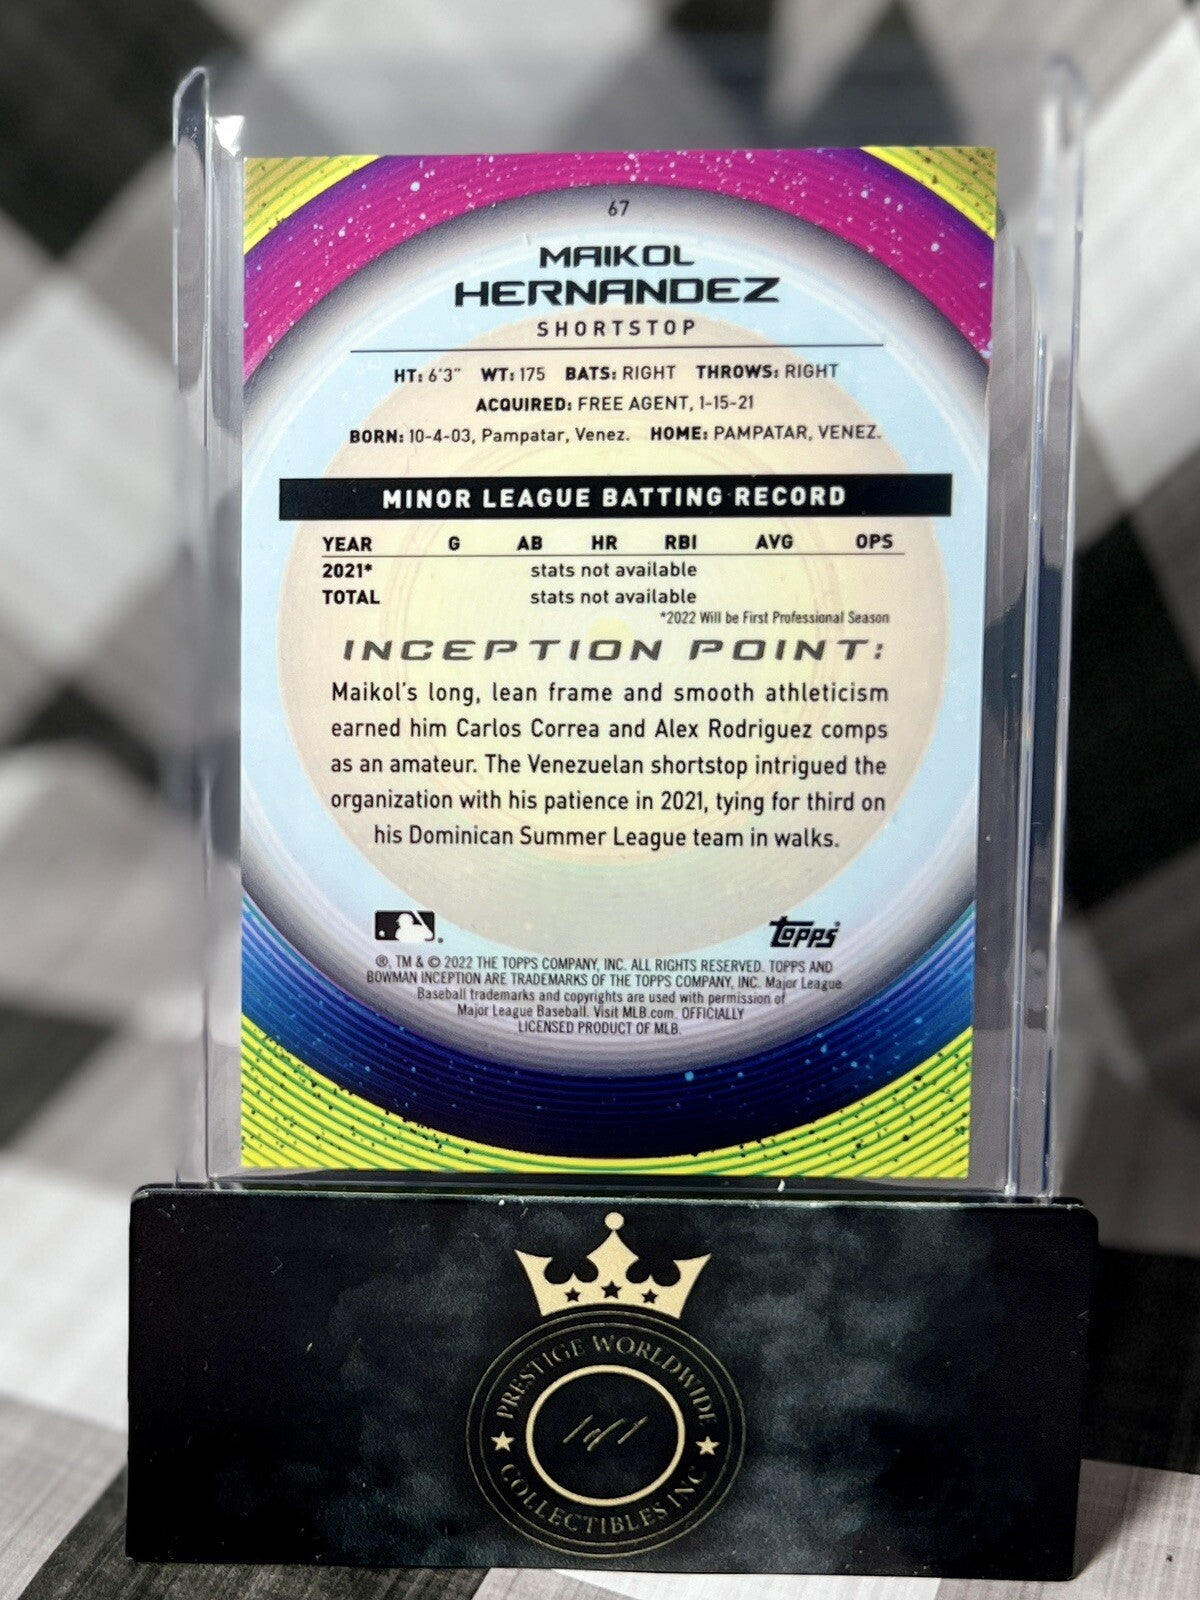 67
MAIKOL
HERNANDEZ
SHORTSTOP
HT: 6'3" WT: 175 BATS: RIGHT THROWS: RIGHT
ACQUIRED: FREE AGENT, 1-15-21
BORN: 10-4-03, Pampatar, Venez. HOME: PAMPATAR, VENEZ.
MINOR LEAGUE BATTING RECORD
YEAR G AB HR RBI AVG OPS
2021* stats not available
TOTAL stats not available
*2022 Will be First Professional Season
INCEPTION POINT:
Maikol's long, lean frame and smooth athleticism
earned him Carlos Correa and Alex Rodriguez comps
as an amateur. The Venezuelan shortstop intrigued the
organization with his patience in 2021, tying for third on
his Dominican Summer League team in walks.
topps
®, TM & © 2022 THE TOPPS COMPANY, INC. ALL RIGHTS RESERVED. TOPPS AND
BOWMAN INCEPTION ARE TRADEMARKS OF THE TOPPS COMPANY, INC. Major League
Baseball trademarks and copyrights are used with permission of
Major League Baseball. Visit MLB.com. OFFICIALLY
LICENSED PRODUCT OF MLB.
PRESTIGE WORLDWIDE
1 of 1
COLLECTIBLES INC